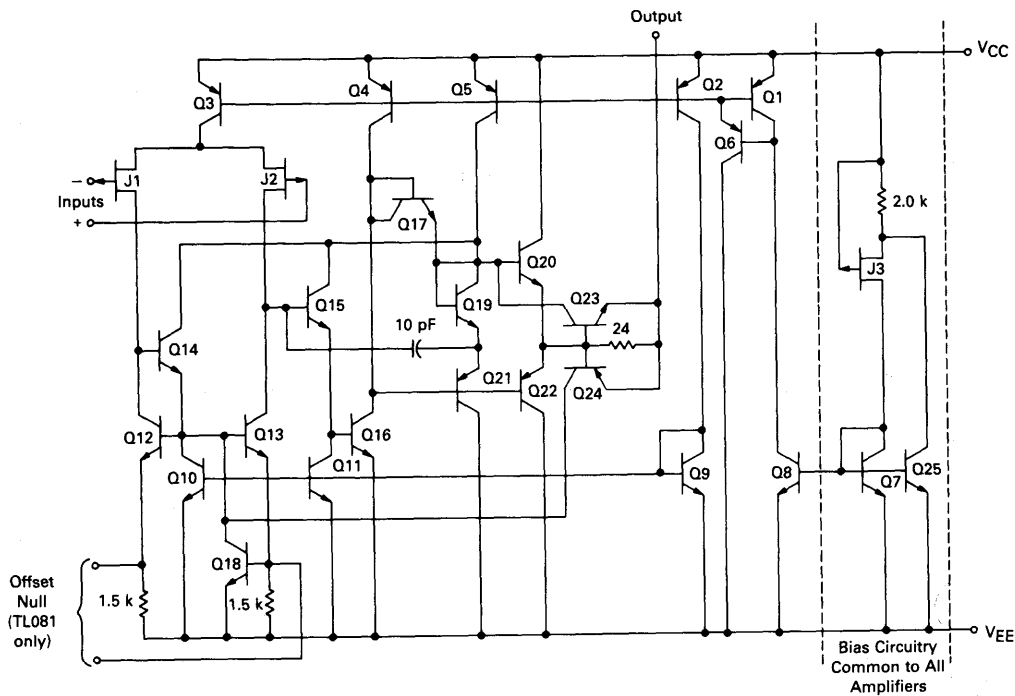 Output
VCC
Q3
Q4
Q5
Q2
Q1
Q6
−
J1
J2
Inputs
+
Q17
2.0 k
J3
Q20
Q15
Q19
Q23
10 pF
24
Q14
Q21
Q22
Q24
Q12
Q13
Q16
Q10
Q11
Q9
Q8
Q7
Q25
Q18
Offset
Null
(TL081
only)
1.5 k
1.5 k
VEE
Bias Circuitry
Common to All
Amplifiers